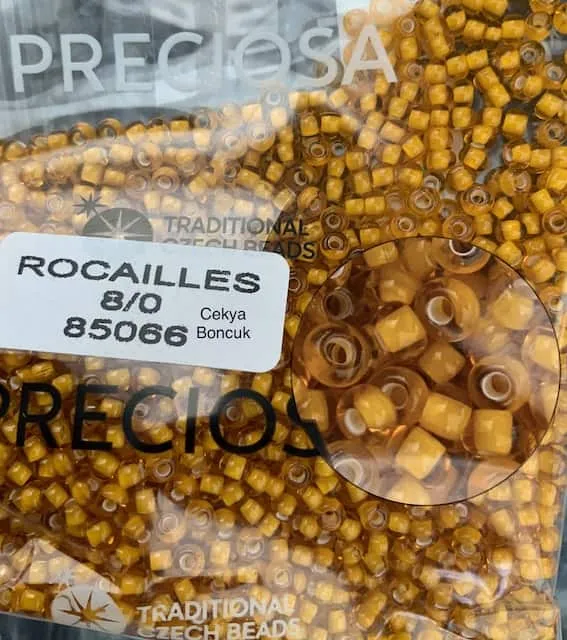 PRECIOSA
TRADITIONAL
CZECH BEADS
ROCAILLES
8/0
85066
Cekya
Boncuk
PRECIOS
TRADITIONAL
CZECH BEADS